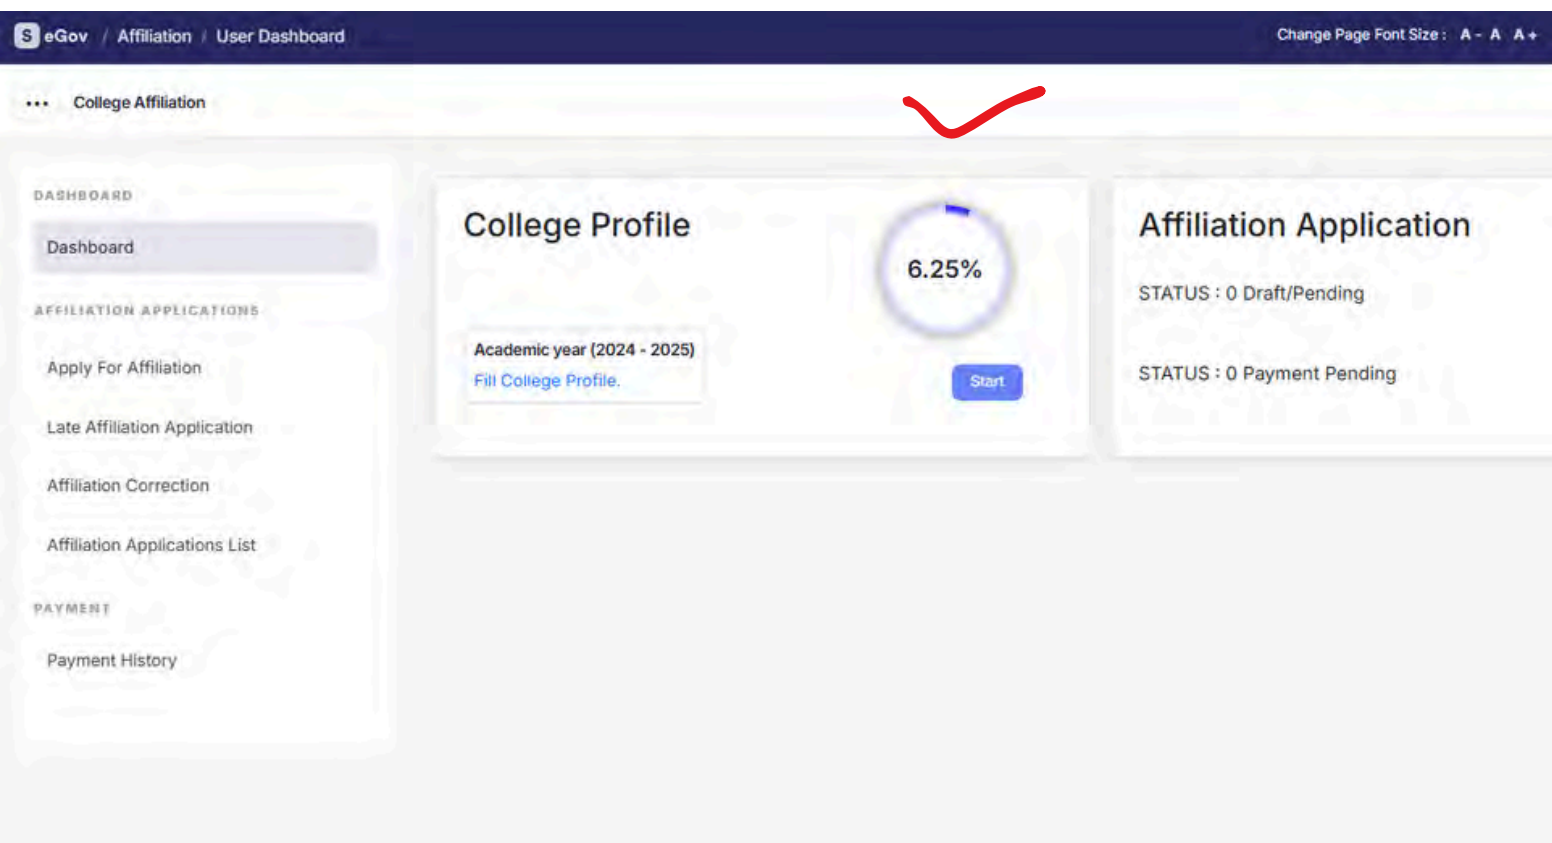 S eGov / Affiliation / User Dashboard
Change Page Font Size : A - A A +
••• College Affiliation
DASHBOARD
Dashboard
AFFILIATION APPLICATIONS
Apply For Affiliation
Late Affiliation Application
Affiliation Correction
Affiliation Applications List
PAYMENT
Payment History
College Profile
6.25%
Academic year (2024 - 2025)
Fill College Profile.
Start
Affiliation Application
STATUS : 0 Draft/Pending
STATUS : 0 Payment Pending